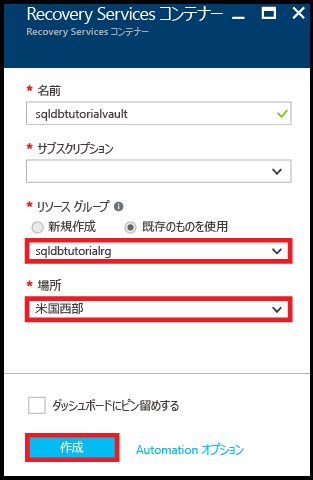 Recovery Services コンテナー
Recovery Services コンテナー
* 名前
sqldbtutorialvault
* サブスクリプション
* リソース グループ
新規作成 既存のものを使用
sqldbtutorialrg
* 場所
米国西部
ダッシュボードにピン留めする
作成 Automation オプション